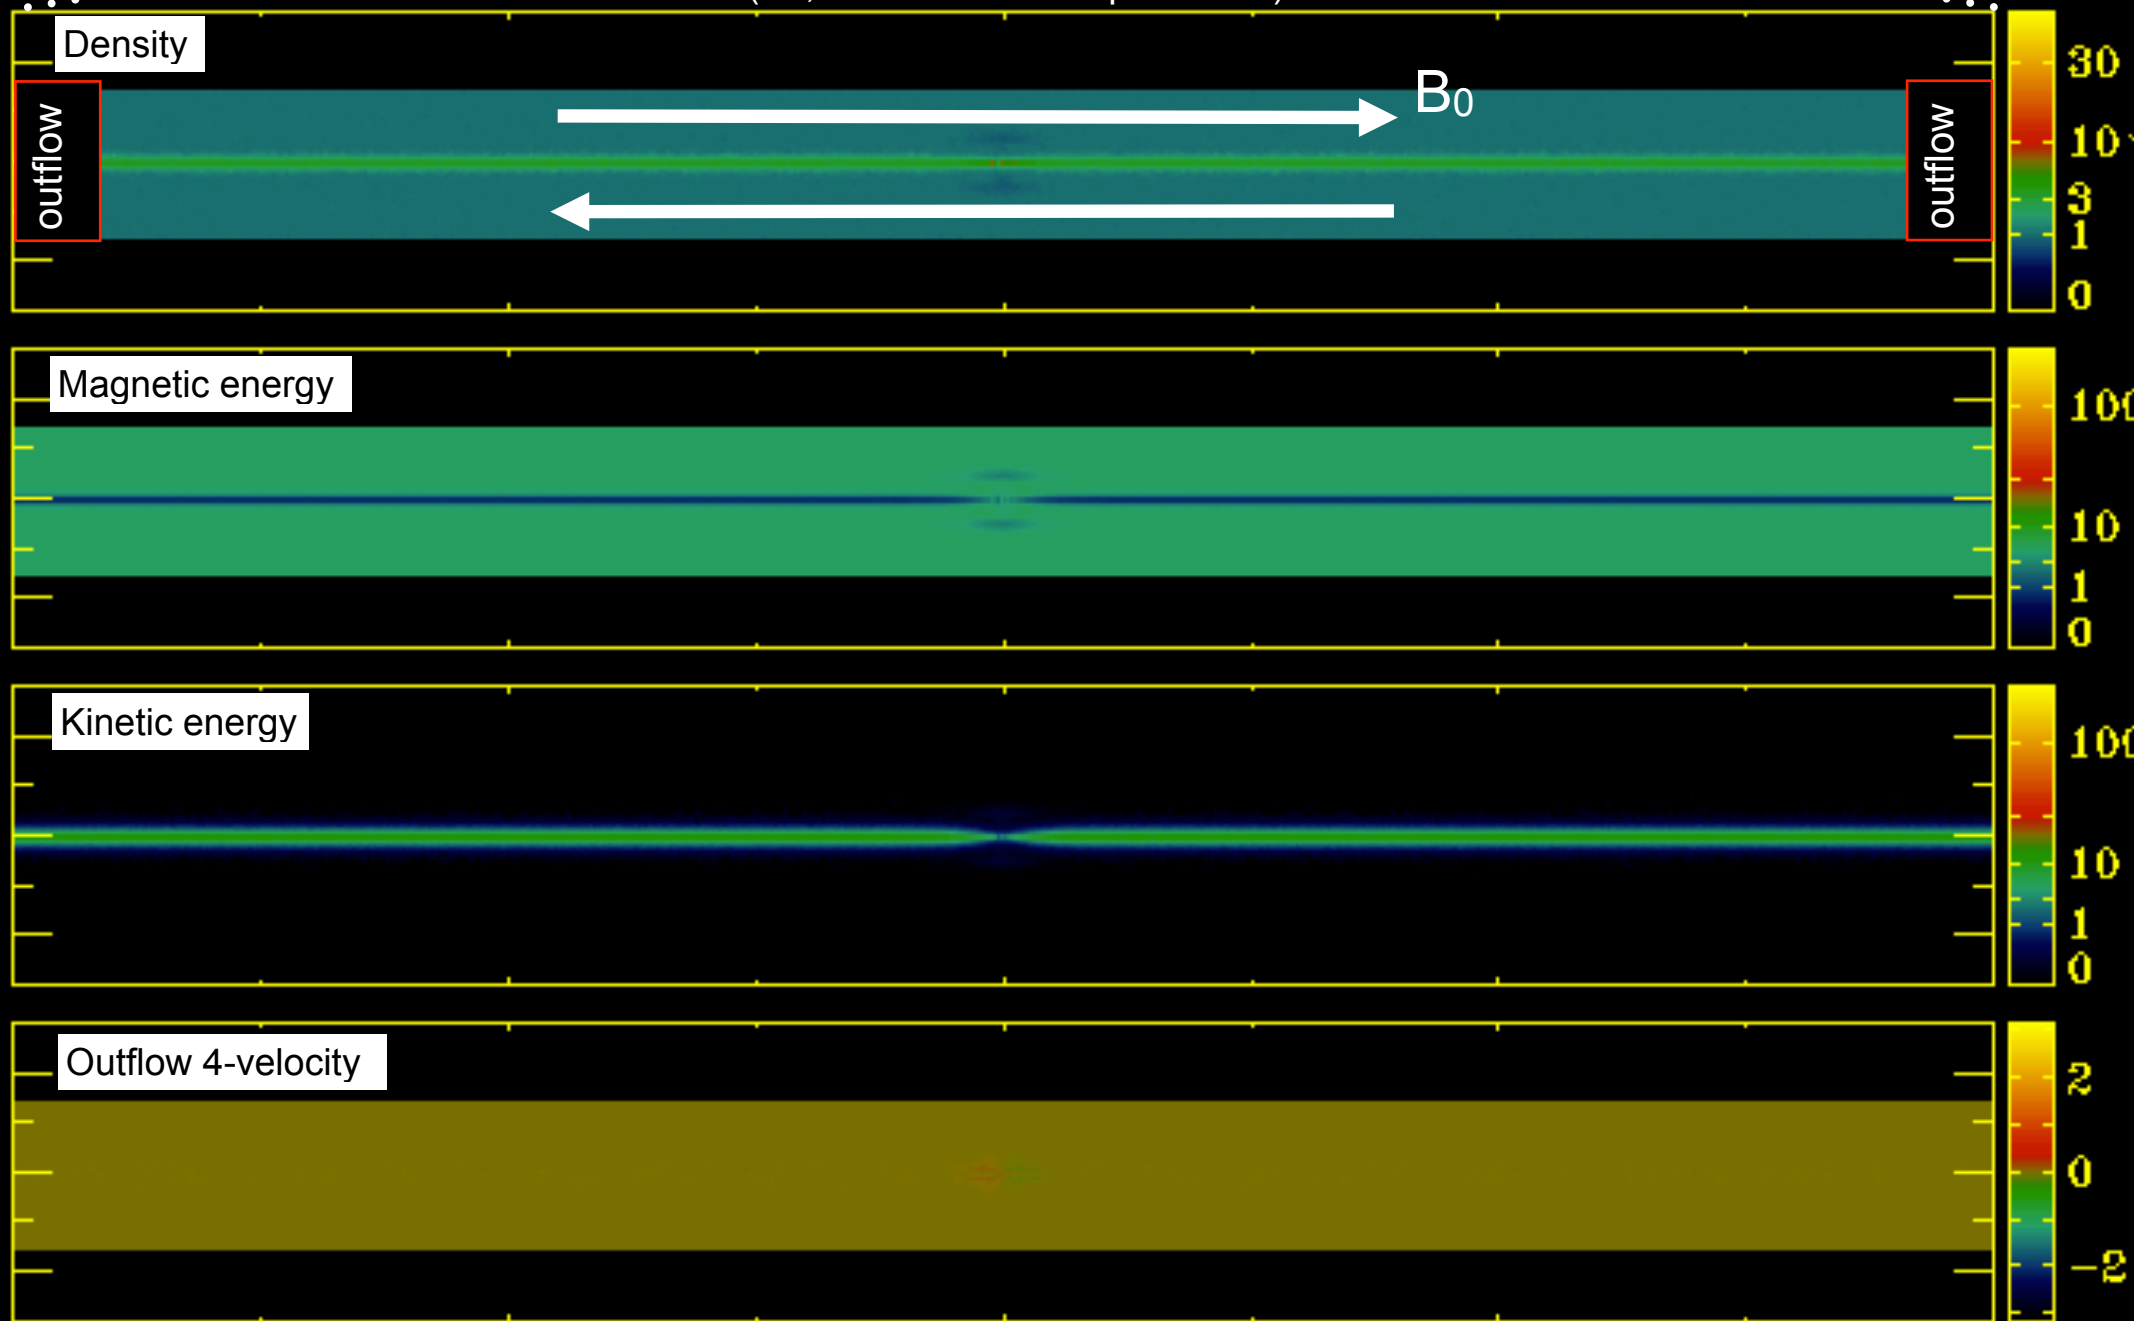 Density
B₀
outflow
outflow
30
10
3
1
0
Magnetic energy
10
1
0
Kinetic energy
10
1
0
Outflow 4-velocity
2
0
-2